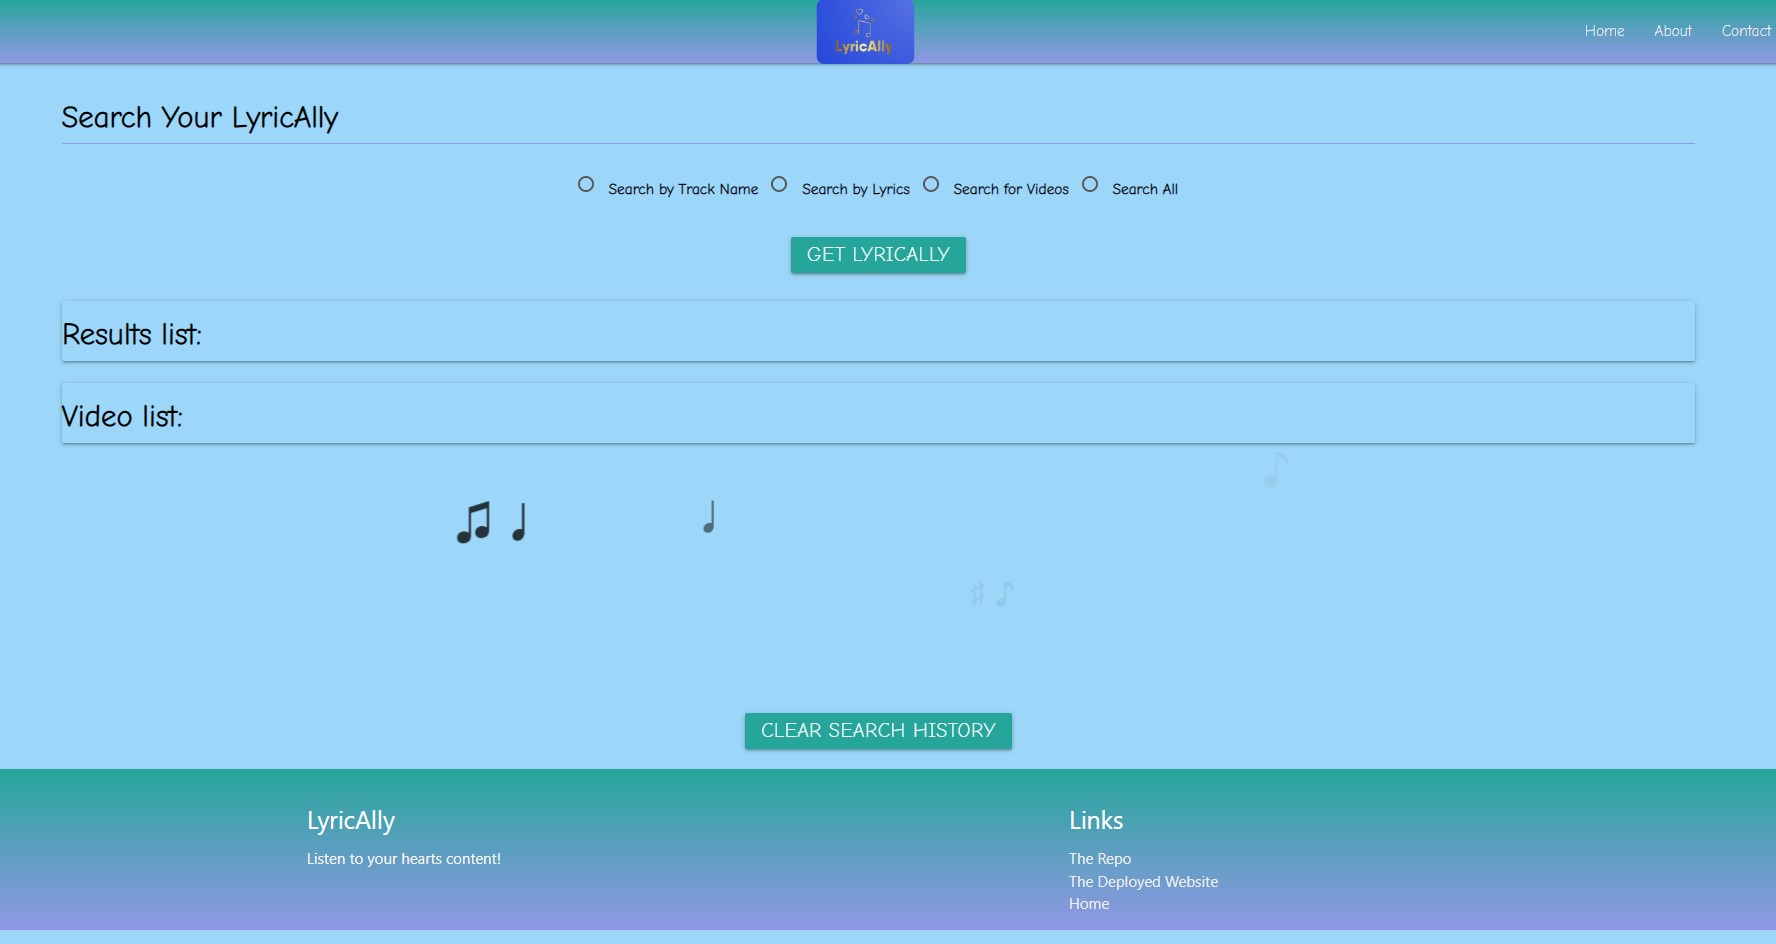 LyricAlly
Home About Contact
Search Your LyricAlly
Search by Track Name Search by Lyrics Search for Videos Search All
GET LYRICALLY
Results list:
Video list:
CLEAR SEARCH HISTORY
LyricAlly
Listen to your hearts content!
Links
The Repo
The Deployed Website
Home